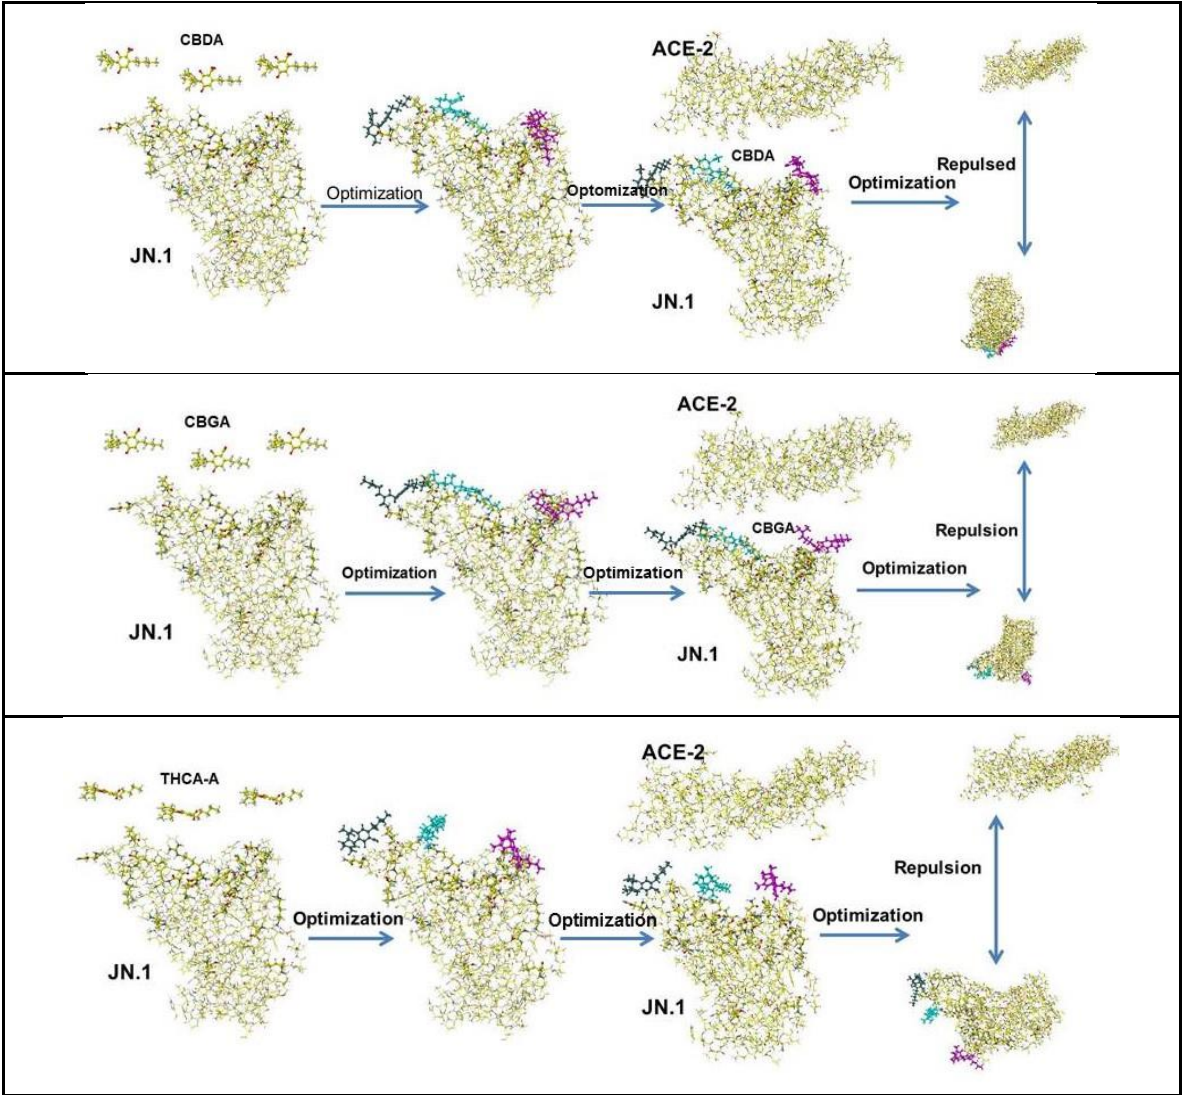 CBDA
JN.1
Optimization
Optomization
ACE-2
CBDA
JN.1
Optimization
Repulsed
CBGA
JN.1
Optimization
Optimization
ACE-2
CBGA
JN.1
Optimization
Repulsion
THCA-A
JN.1
Optimization
Optimization
ACE-2
JN.1
Optimization
Repulsion